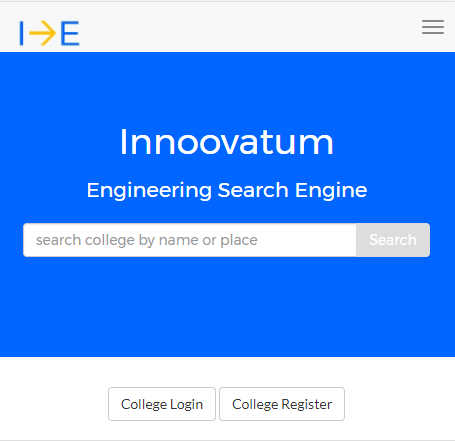 I→E
Innoovatum
Engineering Search Engine
search college by name or place
Search
College Login
College Register